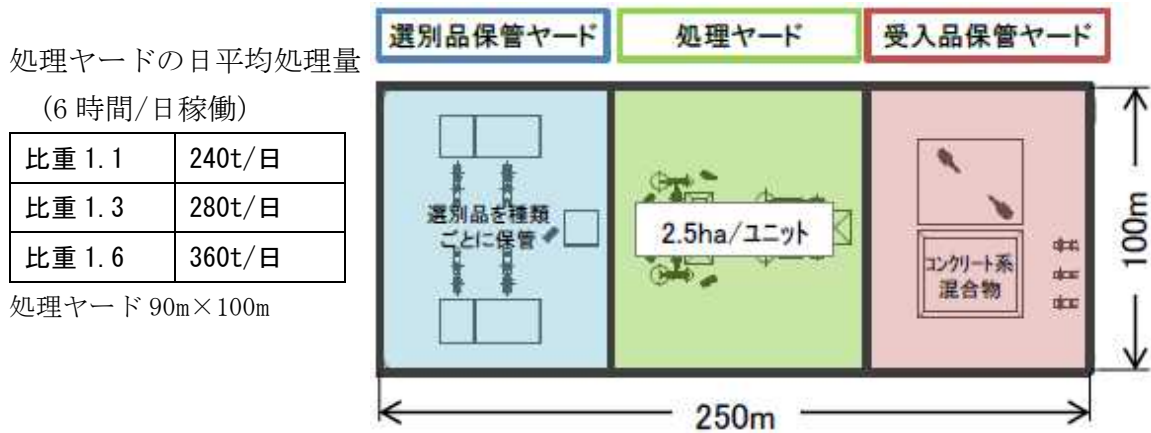 処理ヤードの日平均処理量
(6 時間/日稼働)
比重 1.1 240t/日
比重 1.3 280t/日
比重 1.6 360t/日
処理ヤード 90m×100m
選別品保管ヤード 処理ヤード 受入品保管ヤード
選別品を種類
ごとに保管
2.5ha/ユニット
コンクリート系
混合物
100m
250m